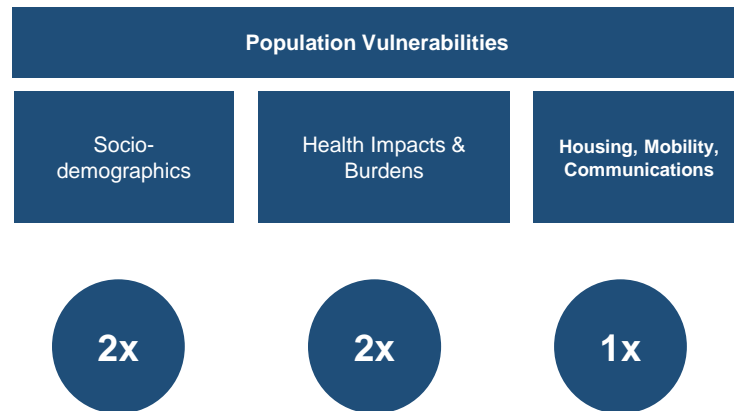 Population Vulnerabilities
Socio-
demographics
Health Impacts &
Burdens
Housing, Mobility,
Communications
2x
2x
1x